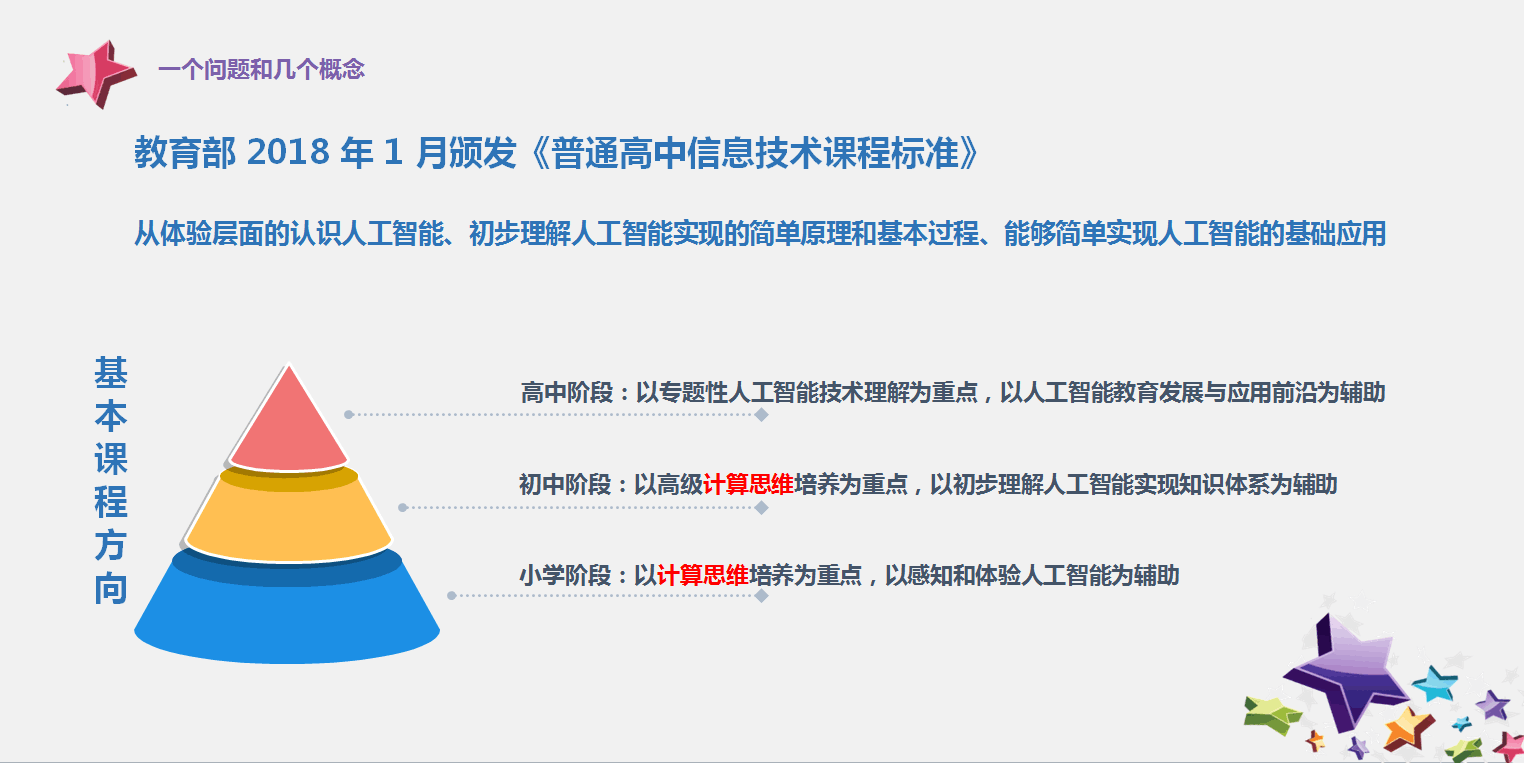 一个问题和几个概念
教育部 2018 年 1 月颁发《普通高中信息技术课程标准》
从体验层面的认识人工智能、初步理解人工智能实现的简单原理和基本过程、能够简单实现人工智能的基础应用
基本课程方向
高中阶段：以专题性人工智能技术理解为重点，以人工智能教育发展与应用前沿为辅助
初中阶段：以高级计算思维培养为重点，以初步理解人工智能实现知识体系为辅助
小学阶段：以计算思维培养为重点，以感知和体验人工智能为辅助